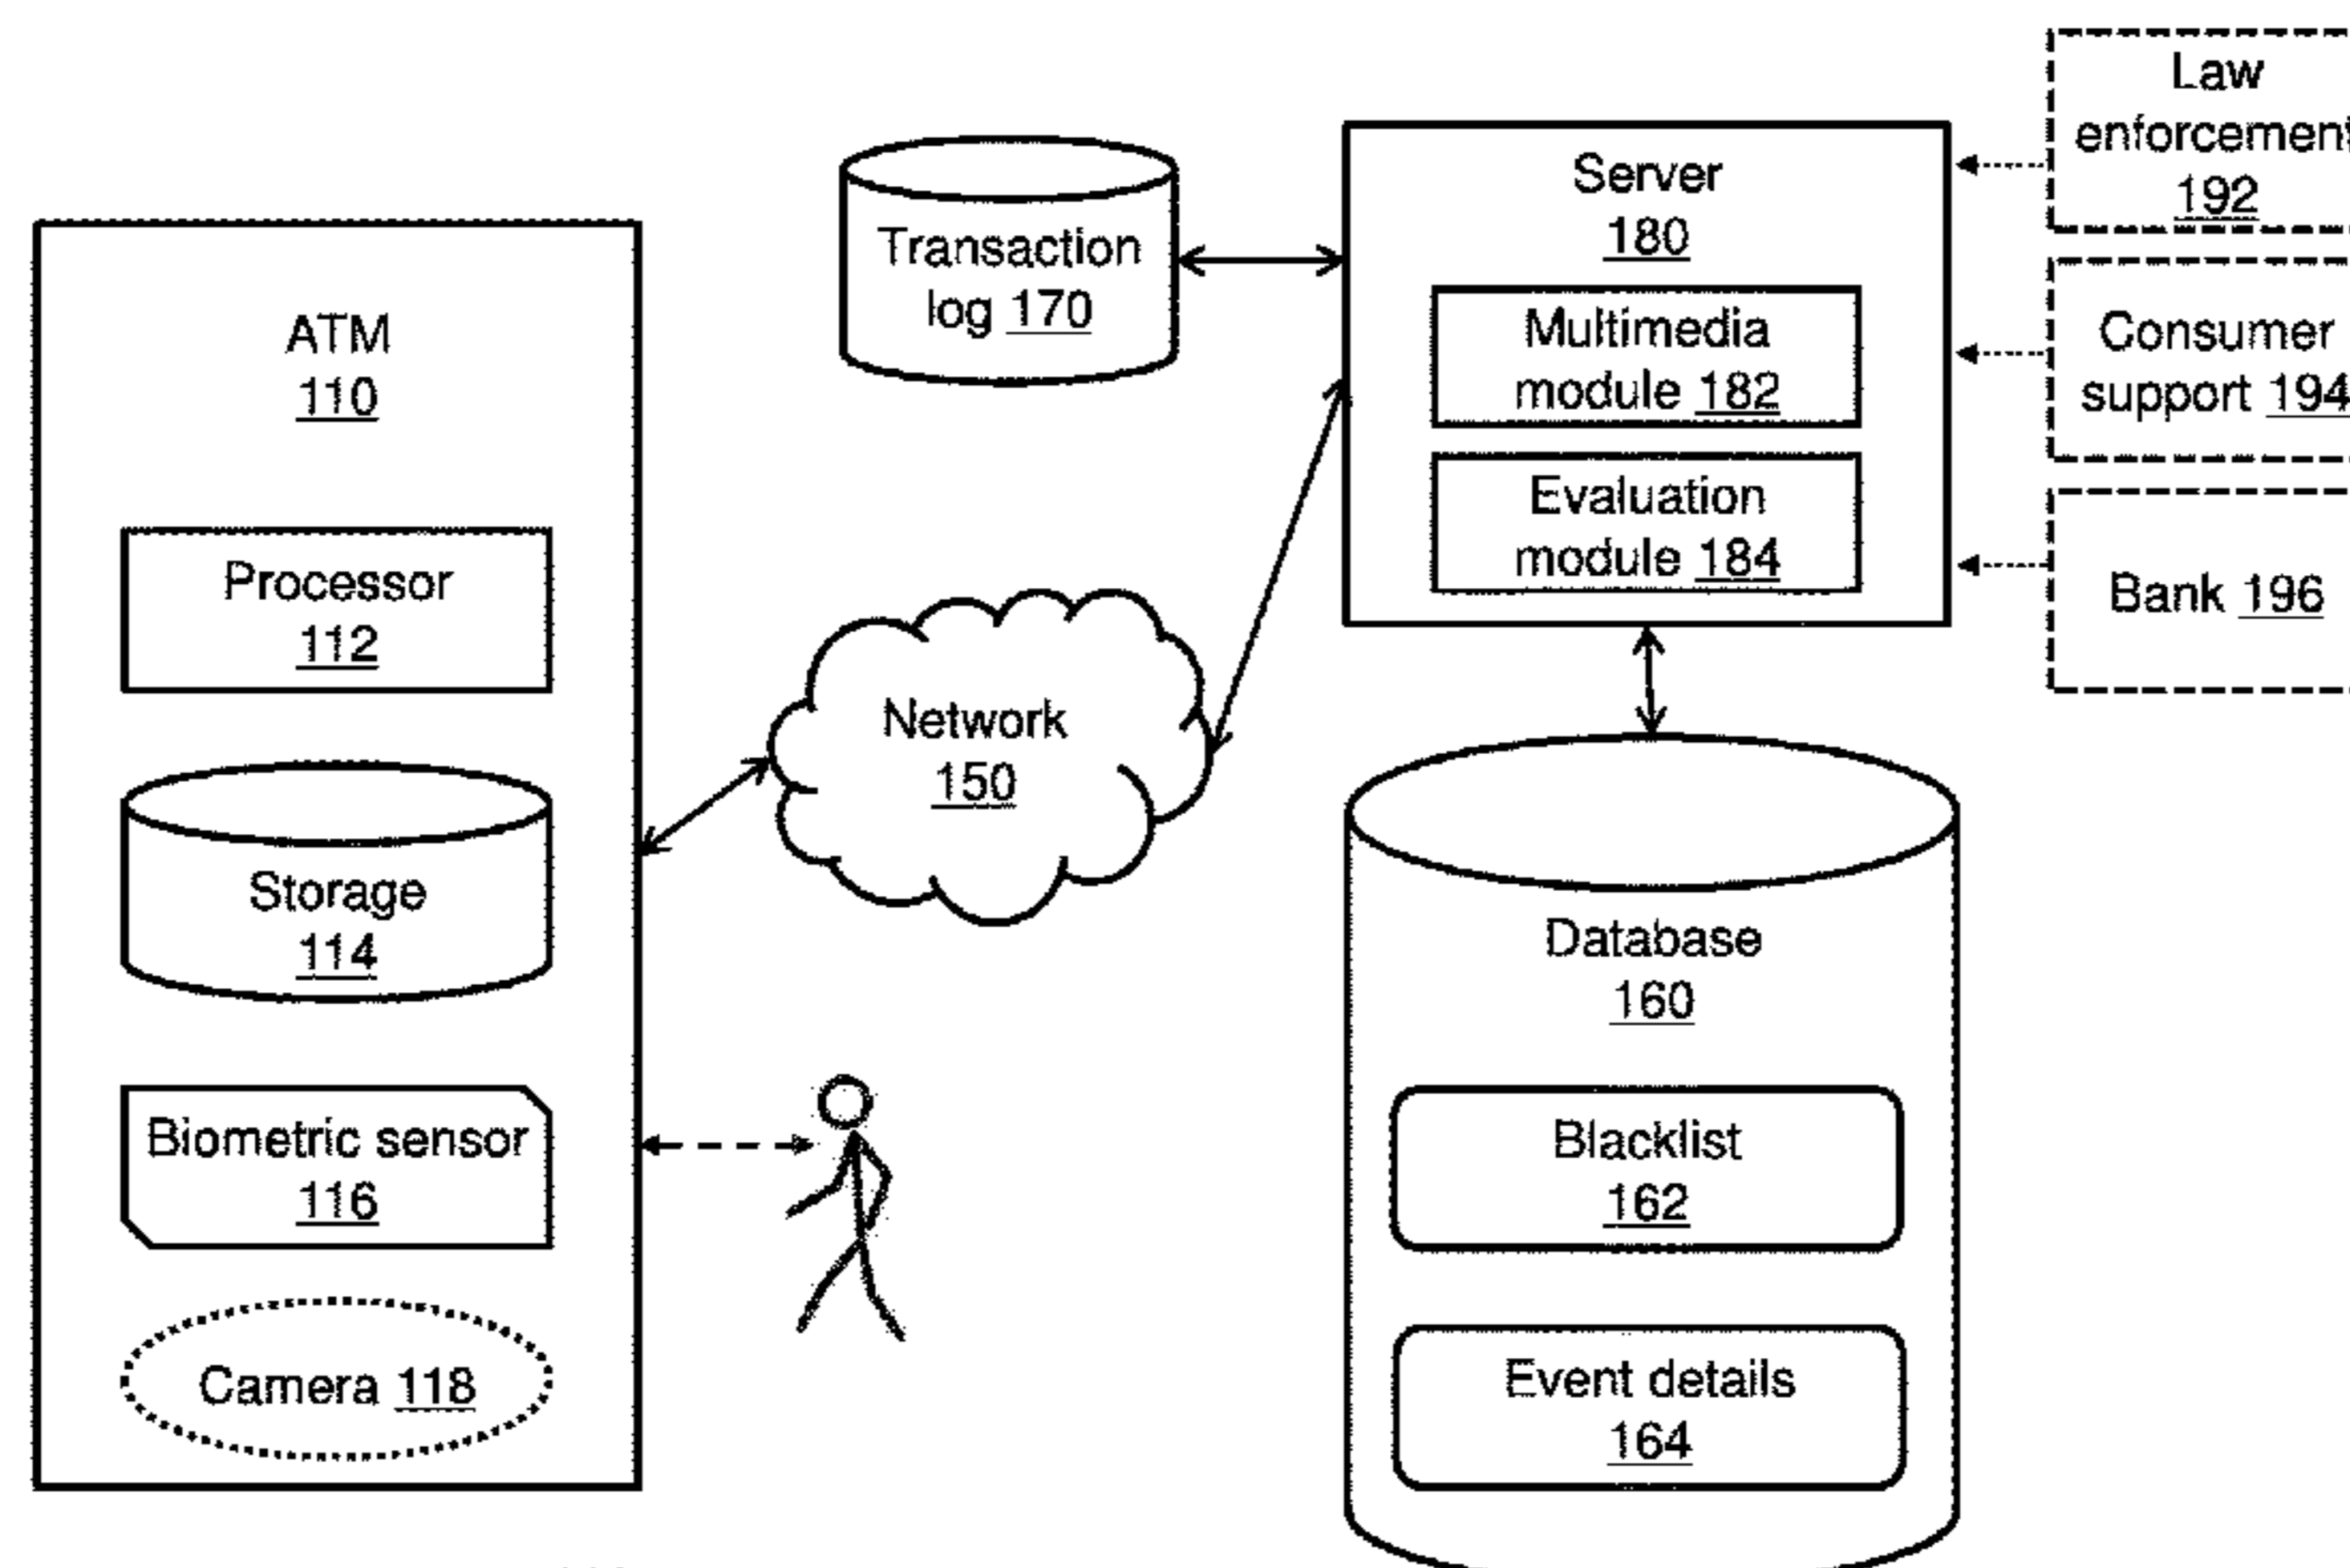 ATM
110
Processor
112
Storage
114
Biometric sensor
116
Camera 118
Network
150
Transaction
log 170
Server
180
Multimedia
module 182
Evaluation
module 184
Law
enforcement
192
Consumer
support 194
Bank 196
Database
160
Blacklist
162
Event details
164